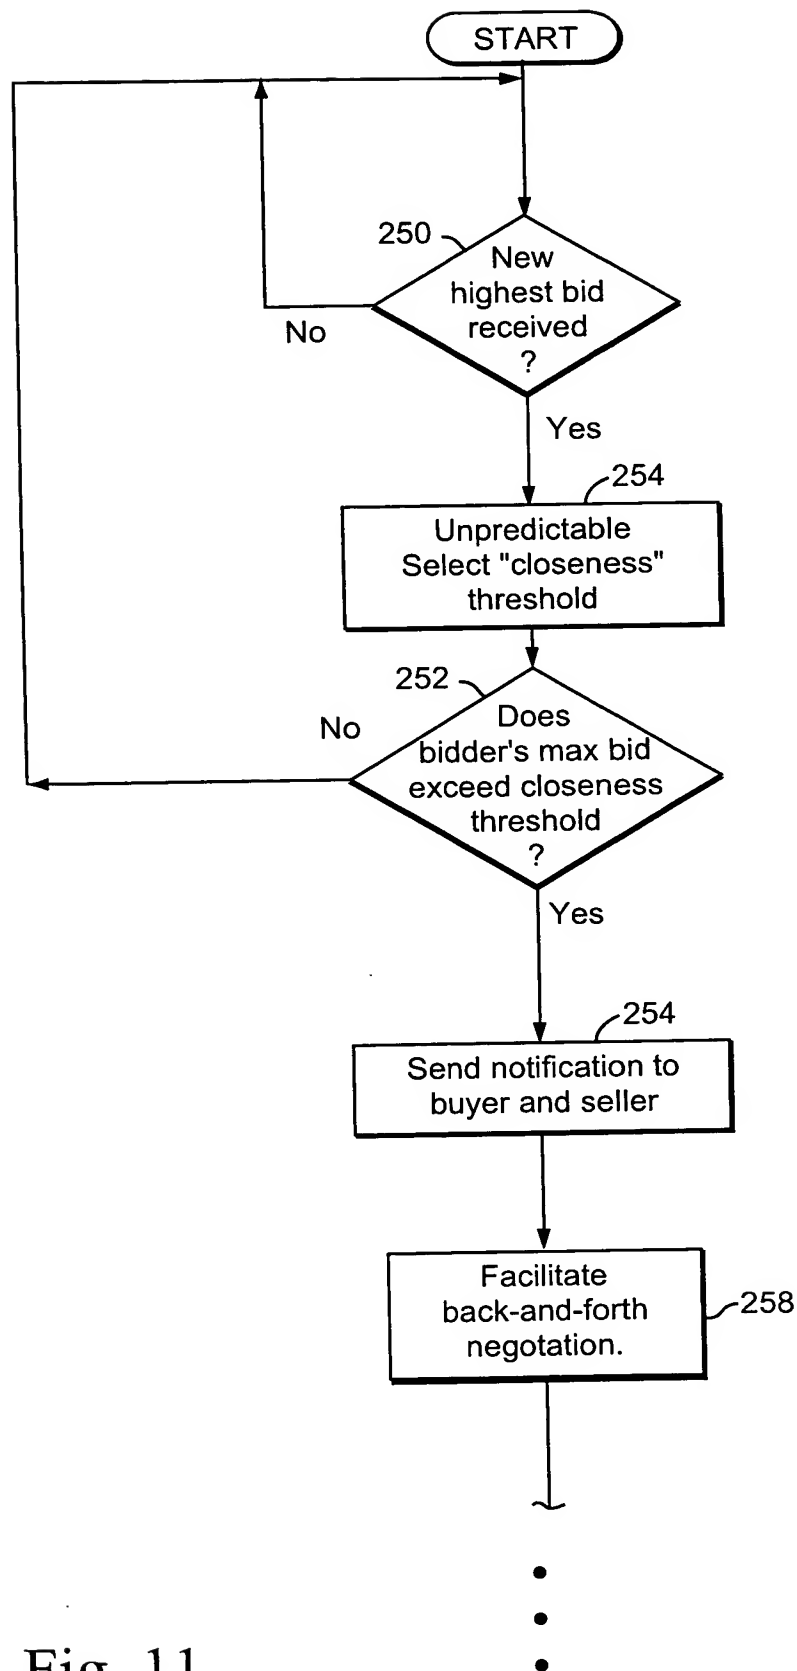 START
250
New
highest bid
received
?
No
Yes
254
Unpredictable
Select "closeness"
threshold
252
No
Does
bidder's max bid
exceed closeness
threshold
?
Yes
254
Send notification to
buyer and seller
Facilitate
back-and-forth
negotation.
258
Fig. 11